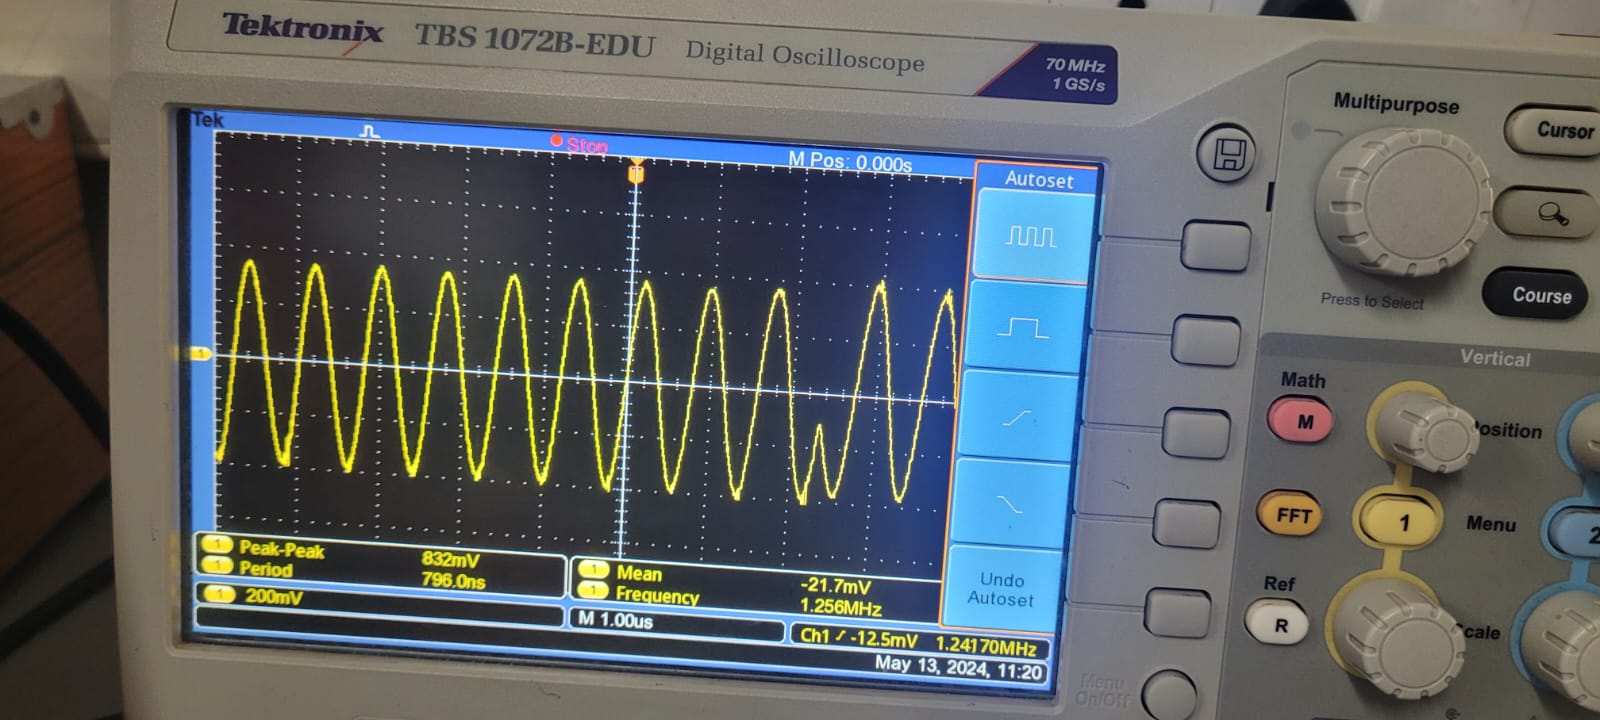 Tektronix TBS 1072B-EDU Digital Oscilloscope
70 MHz
1 GS/s
Tek
Stop
M Pos: 0.000s
T
1
Autoset
Undo
Autoset
1 Peak-Peak 832mV
1 Period 796.0ns
1 Mean -21.7mV
1 Frequency 1.256MHz
1 200mV
M 1.00us
Ch1 -12.5mV 1.24170MHz
May 13, 2024, 11:20
Multipurpose
Cursor
Press to Select
Course
Vertical
Math
M
Position
FFT
1
Menu
2
Ref
R
Scale
Menu
On/Off